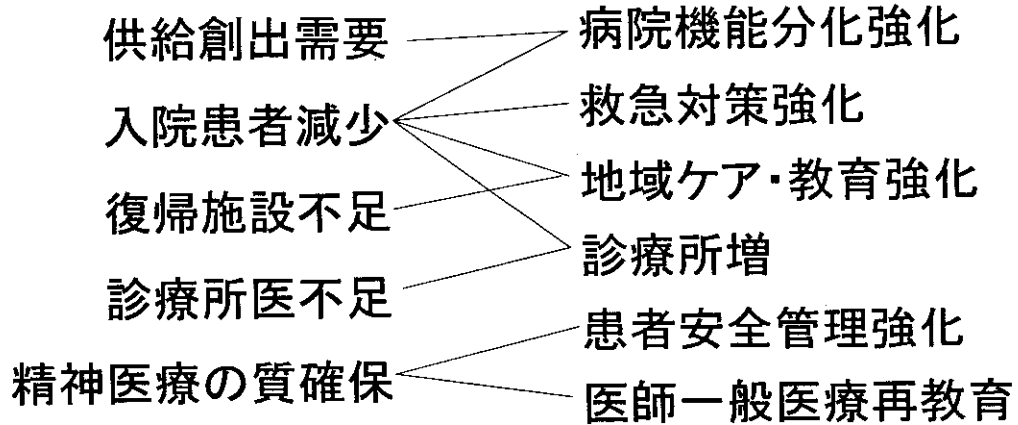 供給創出需要
入院患者減少
復帰施設不足
診療所医不足
精神医療の質確保
病院機能分化強化
救急対策強化
地域ケア・教育強化
診療所増
患者安全管理強化
医師一般医療再教育